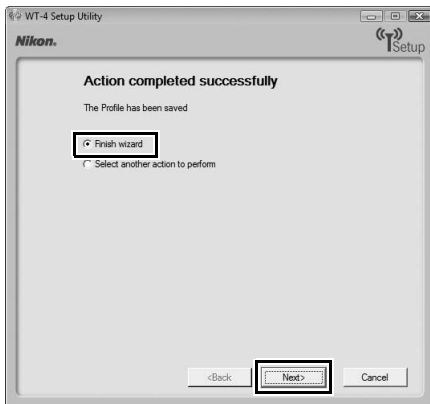 WT-4 Setup Utility
Nikon.
Setup
Action completed successfully
The Profile has been saved
Finish wizard
Select another action to perform
<Back
Next>
Cancel